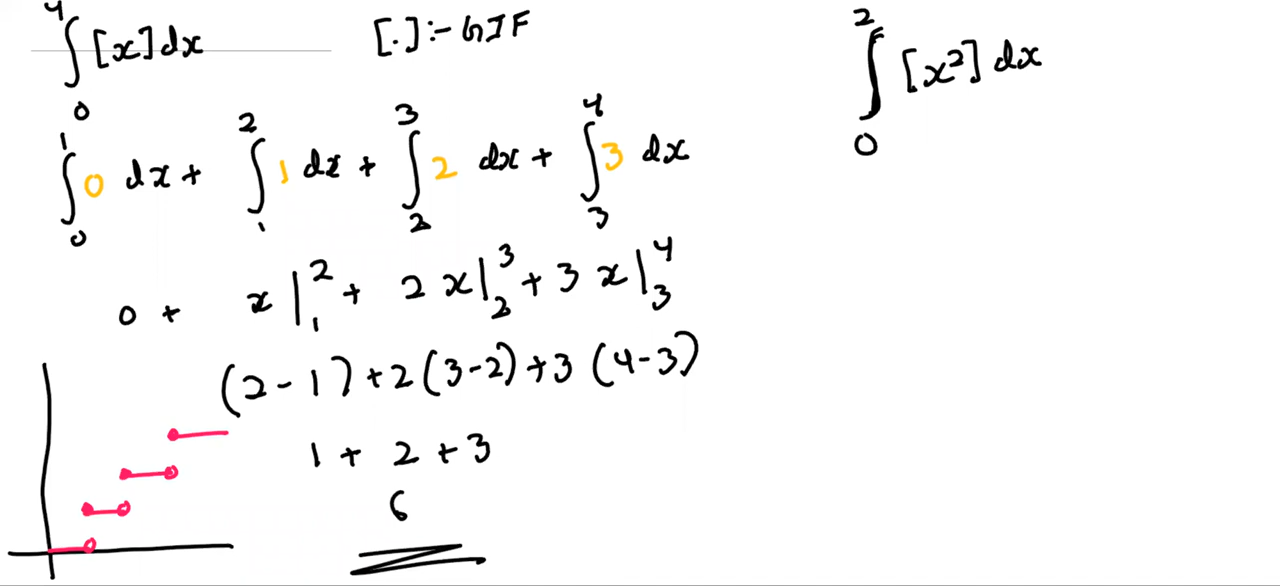 ∫₀⁴ [x] dx    [.] :- GIF
∫₀¹ 0 dx + ∫₁² 1 dx + ∫₂³ 2 dx + ∫₃⁴ 3 dx
0 + x|₁² + 2 x|₂³ + 3 x|₃⁴
(2-1) + 2(3-2) + 3(4-3)
1 + 2 + 3
6
∫₀² [x²] dx